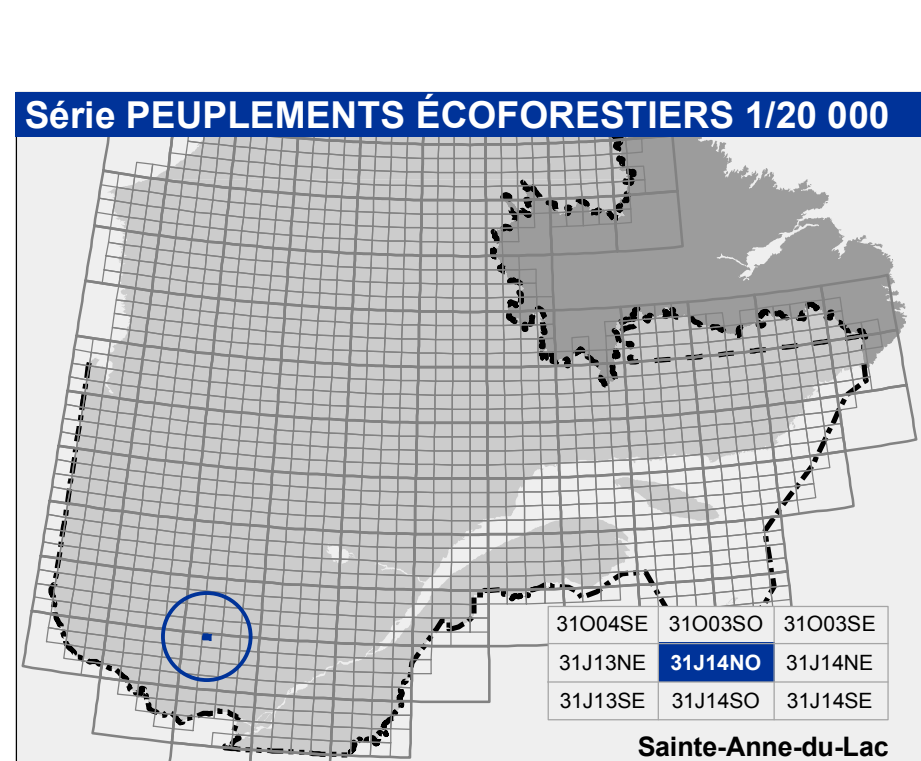 Série PEUPLEMENTS ÉCOFORESTIERS 1/20 000
31O04SE 31O03SO 31O03SE
31J13NE 31J14NO 31J14NE
31J13SE 31J14SO 31J14SE
Sainte-Anne-du-Lac